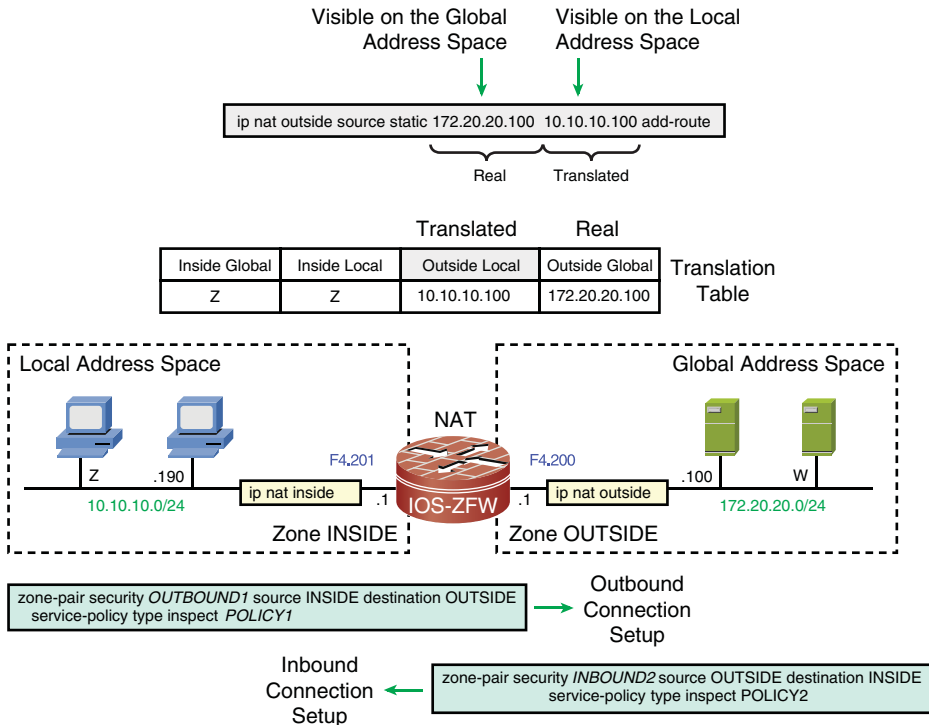 Visible on the Global
Address Space
Visible on the Local
Address Space
ip nat outside source static 172.20.20.100 10.10.10.100 add-route
Real
Translated
Translated
Real
Inside Global
Inside Local
Outside Local
Outside Global
Z
Z
10.10.10.100
172.20.20.100
Translation
Table
Local Address Space
Global Address Space
NAT
F4.201
F4.200
Z
.190
.100
W
10.10.10.0/24
ip nat inside
.1
IOS-ZFW
.1
ip nat outside
172.20.20.0/24
Zone INSIDE
Zone OUTSIDE
zone-pair security OUTBOUND1 source INSIDE destination OUTSIDE
service-policy type inspect POLICY1
Outbound
Connection
Setup
Inbound
Connection
Setup
zone-pair security INBOUND2 source OUTSIDE destination INSIDE
service-policy type inspect POLICY2